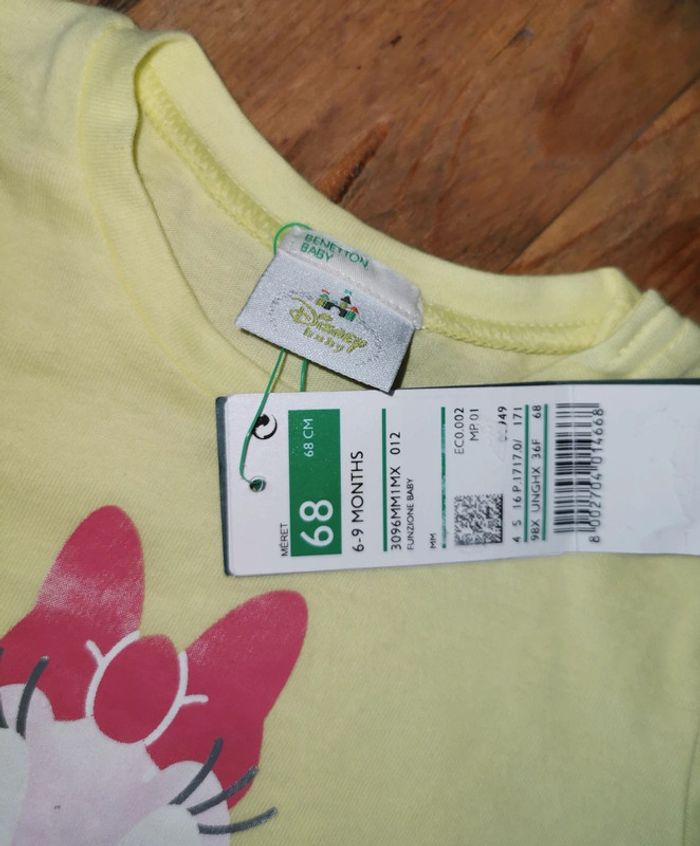 BENETTON
BABY
Disney
baby
MÉRET
68
68 CM
6-9 MONTHS
3096MM1MX 012
FUNZIONE BABY
MM
EC0.002
MP.01
4 S 16 P.1717.0/ 171
98X UNGHX 36F 68
8 002704 014668